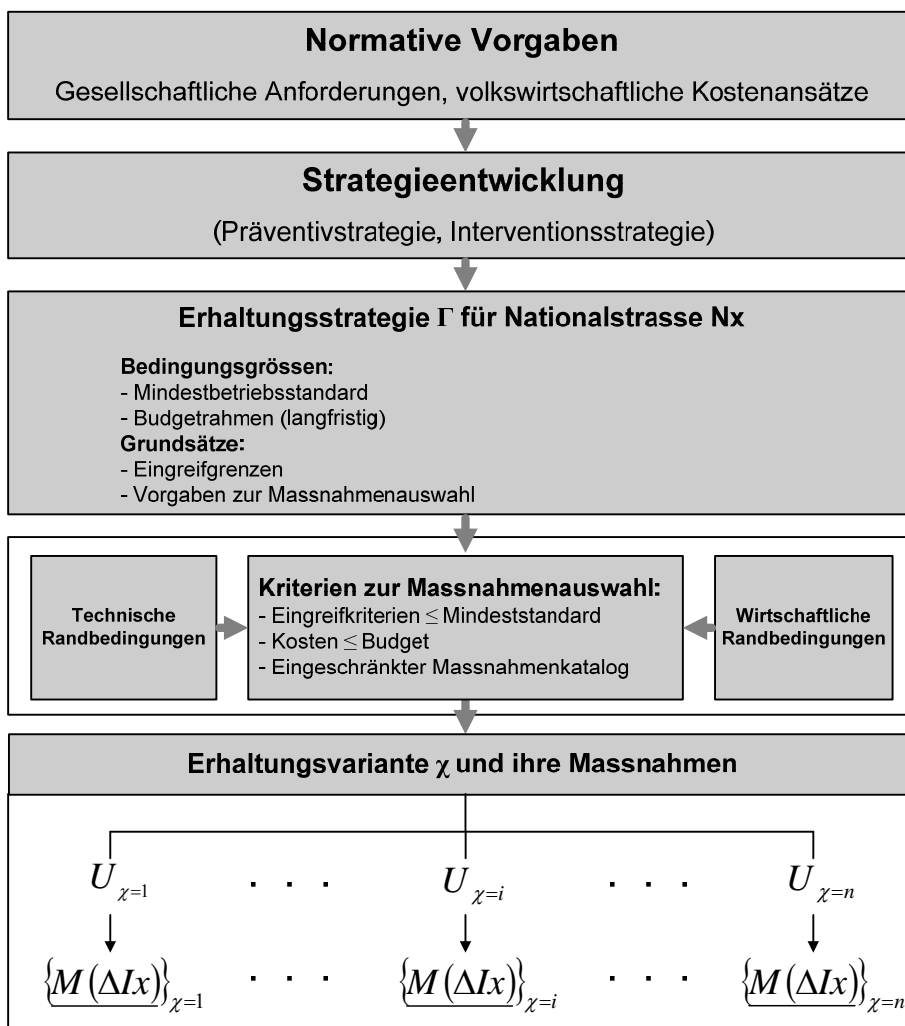 Normative Vorgaben
Gesellschaftliche Anforderungen, volkswirtschaftliche Kostenansätze
Strategieentwicklung
(Präventivstrategie, Interventionsstrategie)
Erhaltungsstrategie Γ für Nationalstrasse Nx
Bedingungsgrössen:
- Mindestbetriebsstandard
- Budgetrahmen (langfristig)
Grundsätze:
- Eingreifgrenzen
- Vorgaben zur Massnahmenauswahl
Technische
Randbedingungen
Kriterien zur Massnahmenauswahl:
- Eingreifkriterien ≤ Mindeststandard
- Kosten ≤ Budget
- Eingeschränkter Massnahmenkatalog
Wirtschaftliche
Randbedingungen
Erhaltungsvariante χ und ihre Massnahmen
U χ=1 · · · U χ=i · · · U χ=n
{M(ΔIx)} χ=1 · · · {M(ΔIx)} χ=i · · · {M(ΔIx)} χ=n